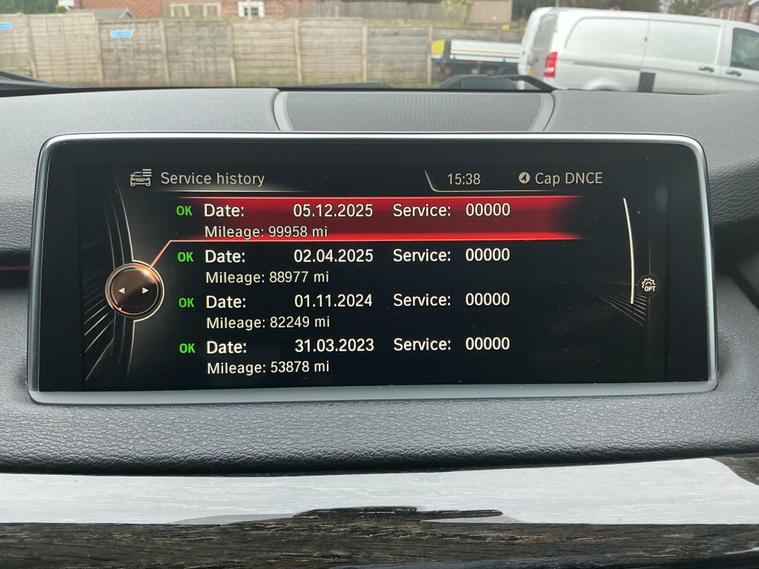 Service history 15:38 Cap DNCE
OK Date: 05.12.2025 Service: 00000
Mileage: 99958 mi
OK Date: 02.04.2025 Service: 00000
Mileage: 88977 mi
OK Date: 01.11.2024 Service: 00000
Mileage: 82249 mi
OK Date: 31.03.2023 Service: 00000
Mileage: 53878 mi
OPT